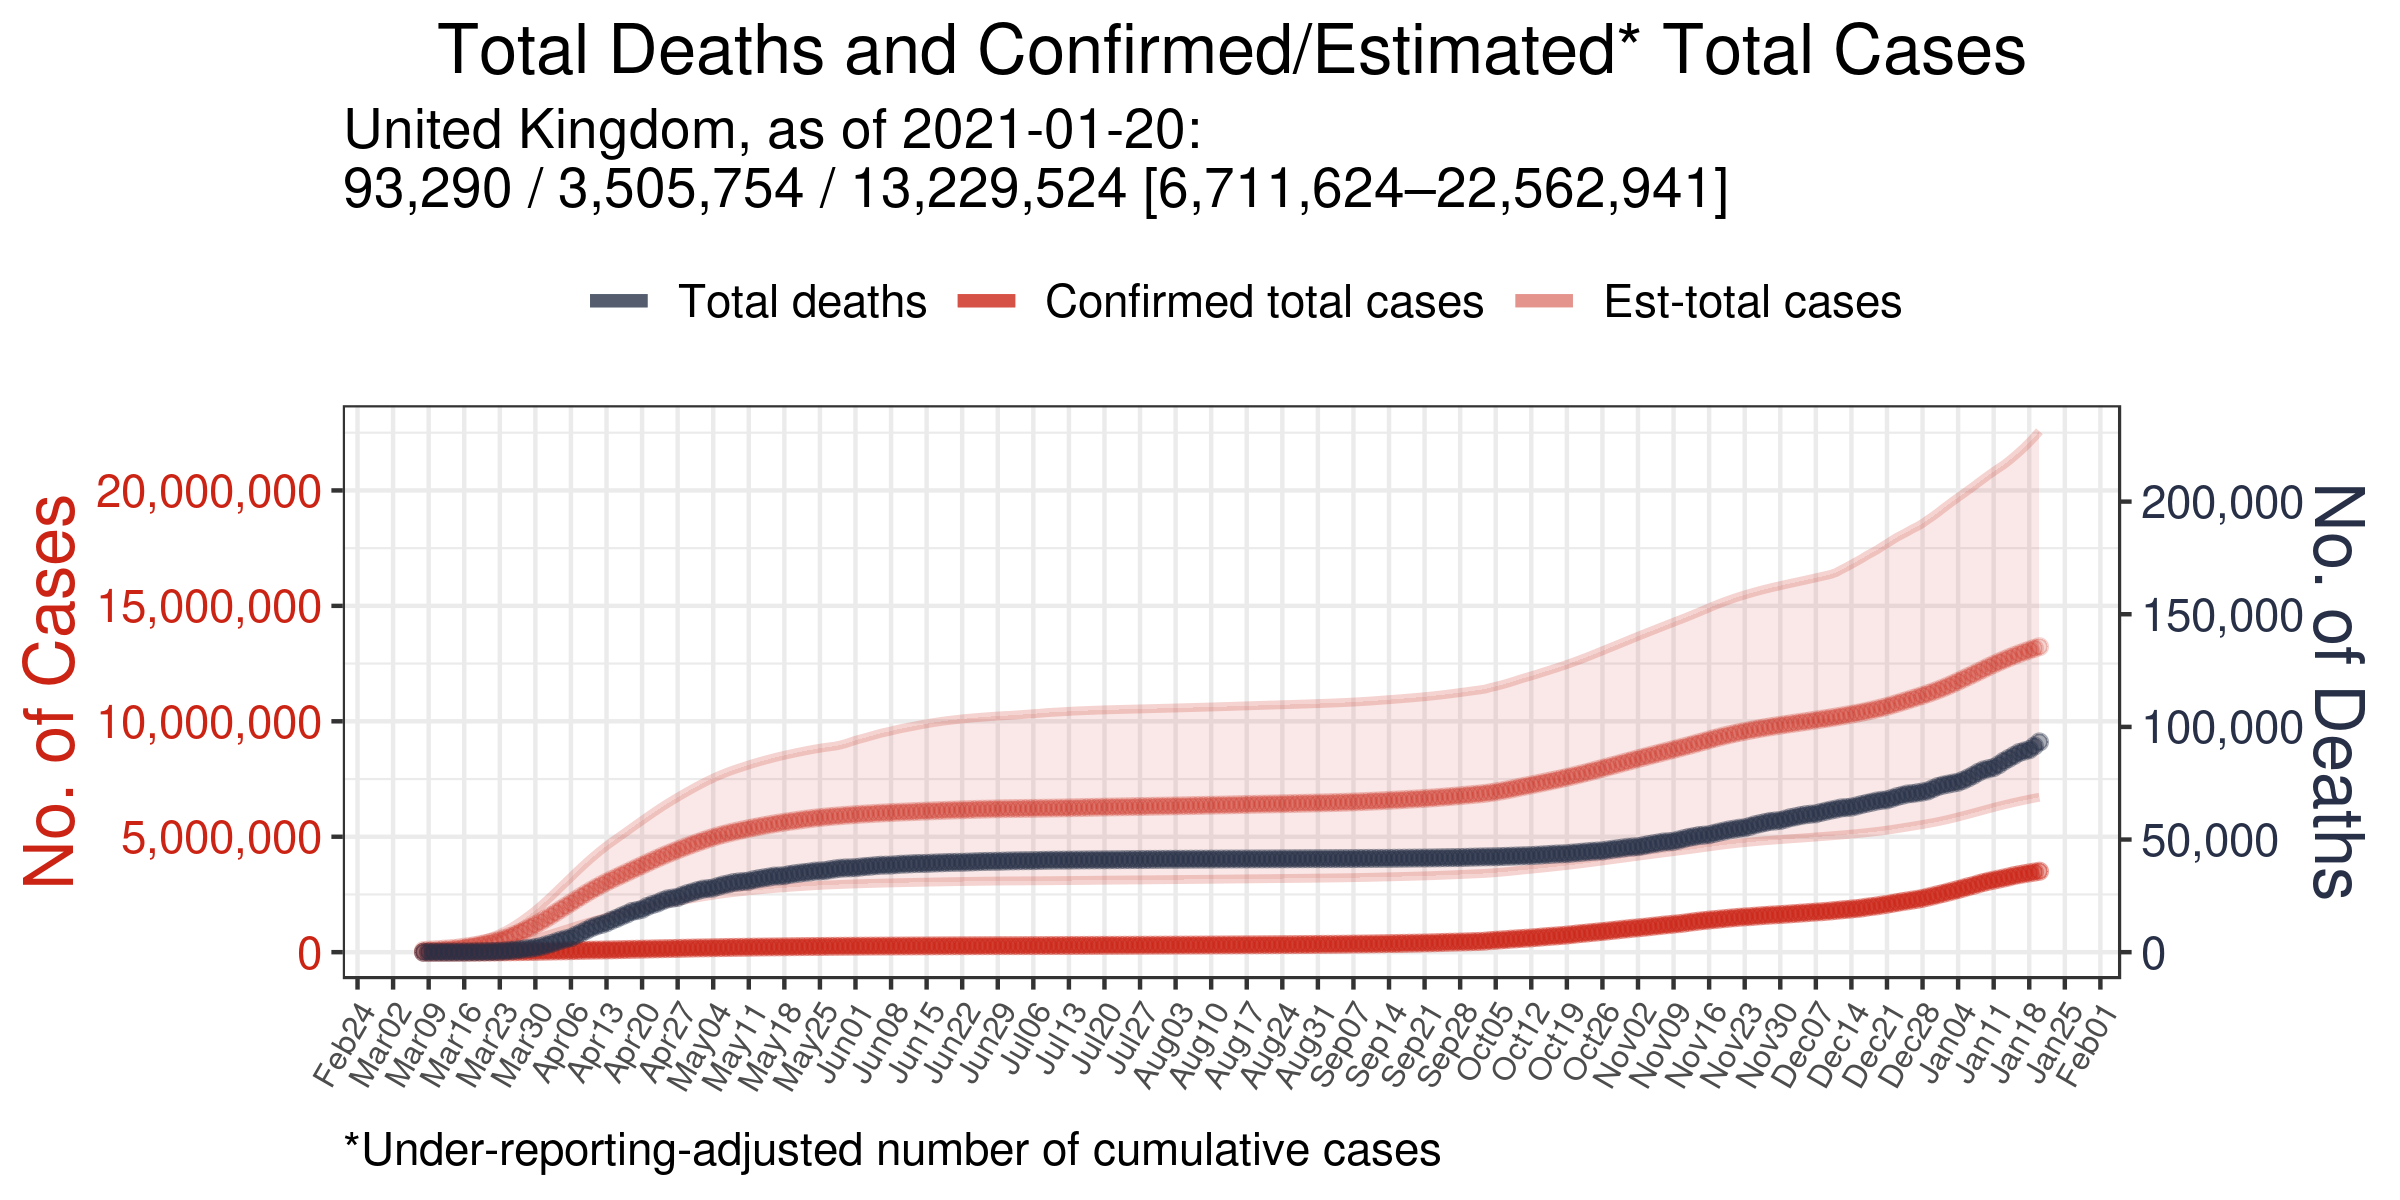 Total Deaths and Confirmed/Estimated* Total Cases
United Kingdom, as of 2021-01-20:
93,290 / 3,505,754 / 13,229,524 [6,711,624–22,562,941]
Total deaths
Confirmed total cases
Est-total cases
No. of Cases
20,000,000
15,000,000
10,000,000
5,000,000
0
200,000
150,000
100,000
50,000
0
No. of Deaths
Feb24
Mar02
Mar09
Mar16
Mar23
Mar30
Apr06
Apr13
Apr20
Apr27
May04
May11
May18
May25
Jun01
Jun08
Jun15
Jun22
Jun29
Jul06
Jul13
Jul20
Jul27
Aug03
Aug10
Aug17
Aug24
Aug31
Sep07
Sep14
Sep21
Sep28
Oct05
Oct12
Oct19
Oct26
Nov02
Nov09
Nov16
Nov23
Nov30
Dec07
Dec14
Dec21
Dec28
Jan04
Jan11
Jan18
Jan25
Feb01
*Under-reporting-adjusted number of cumulative cases